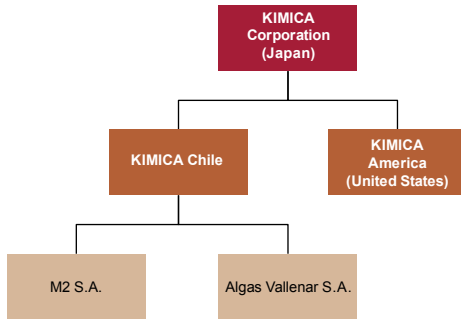 KIMICA
Corporation
(Japan)
KIMICA Chile
KIMICA
America
(United States)
M2 S.A.
Algas Vallenar S.A.